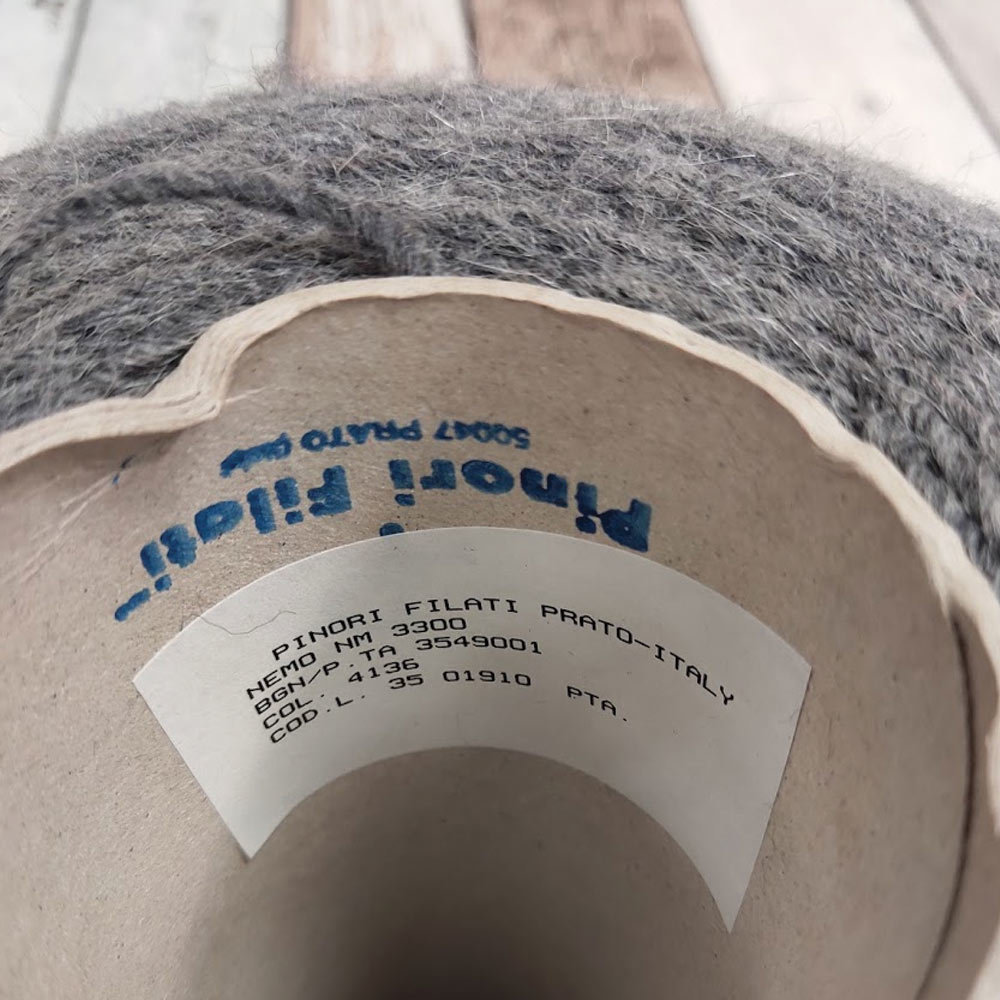 Pinori Filati
50047 PRATO (Italy)
PINORI FILATI PRATO-ITALY
NEMO NM 3300
BGN/P.TA 3549001
COL. 4136
COD.L. 35 01910 PTA.